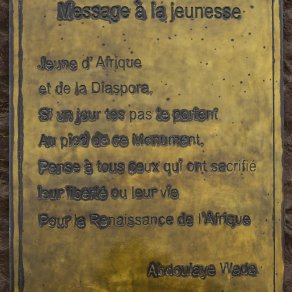 Message à la jeunesse
Jeune d'Afrique
et de la Diaspora,
Si un jour tes pas te portent
Au pied de ce Monument,
Pense à tous ceux qui ont sacrifié
leur liberté ou leur vie
Pour la Renaissance de l'Afrique
Abdoulaye Wade